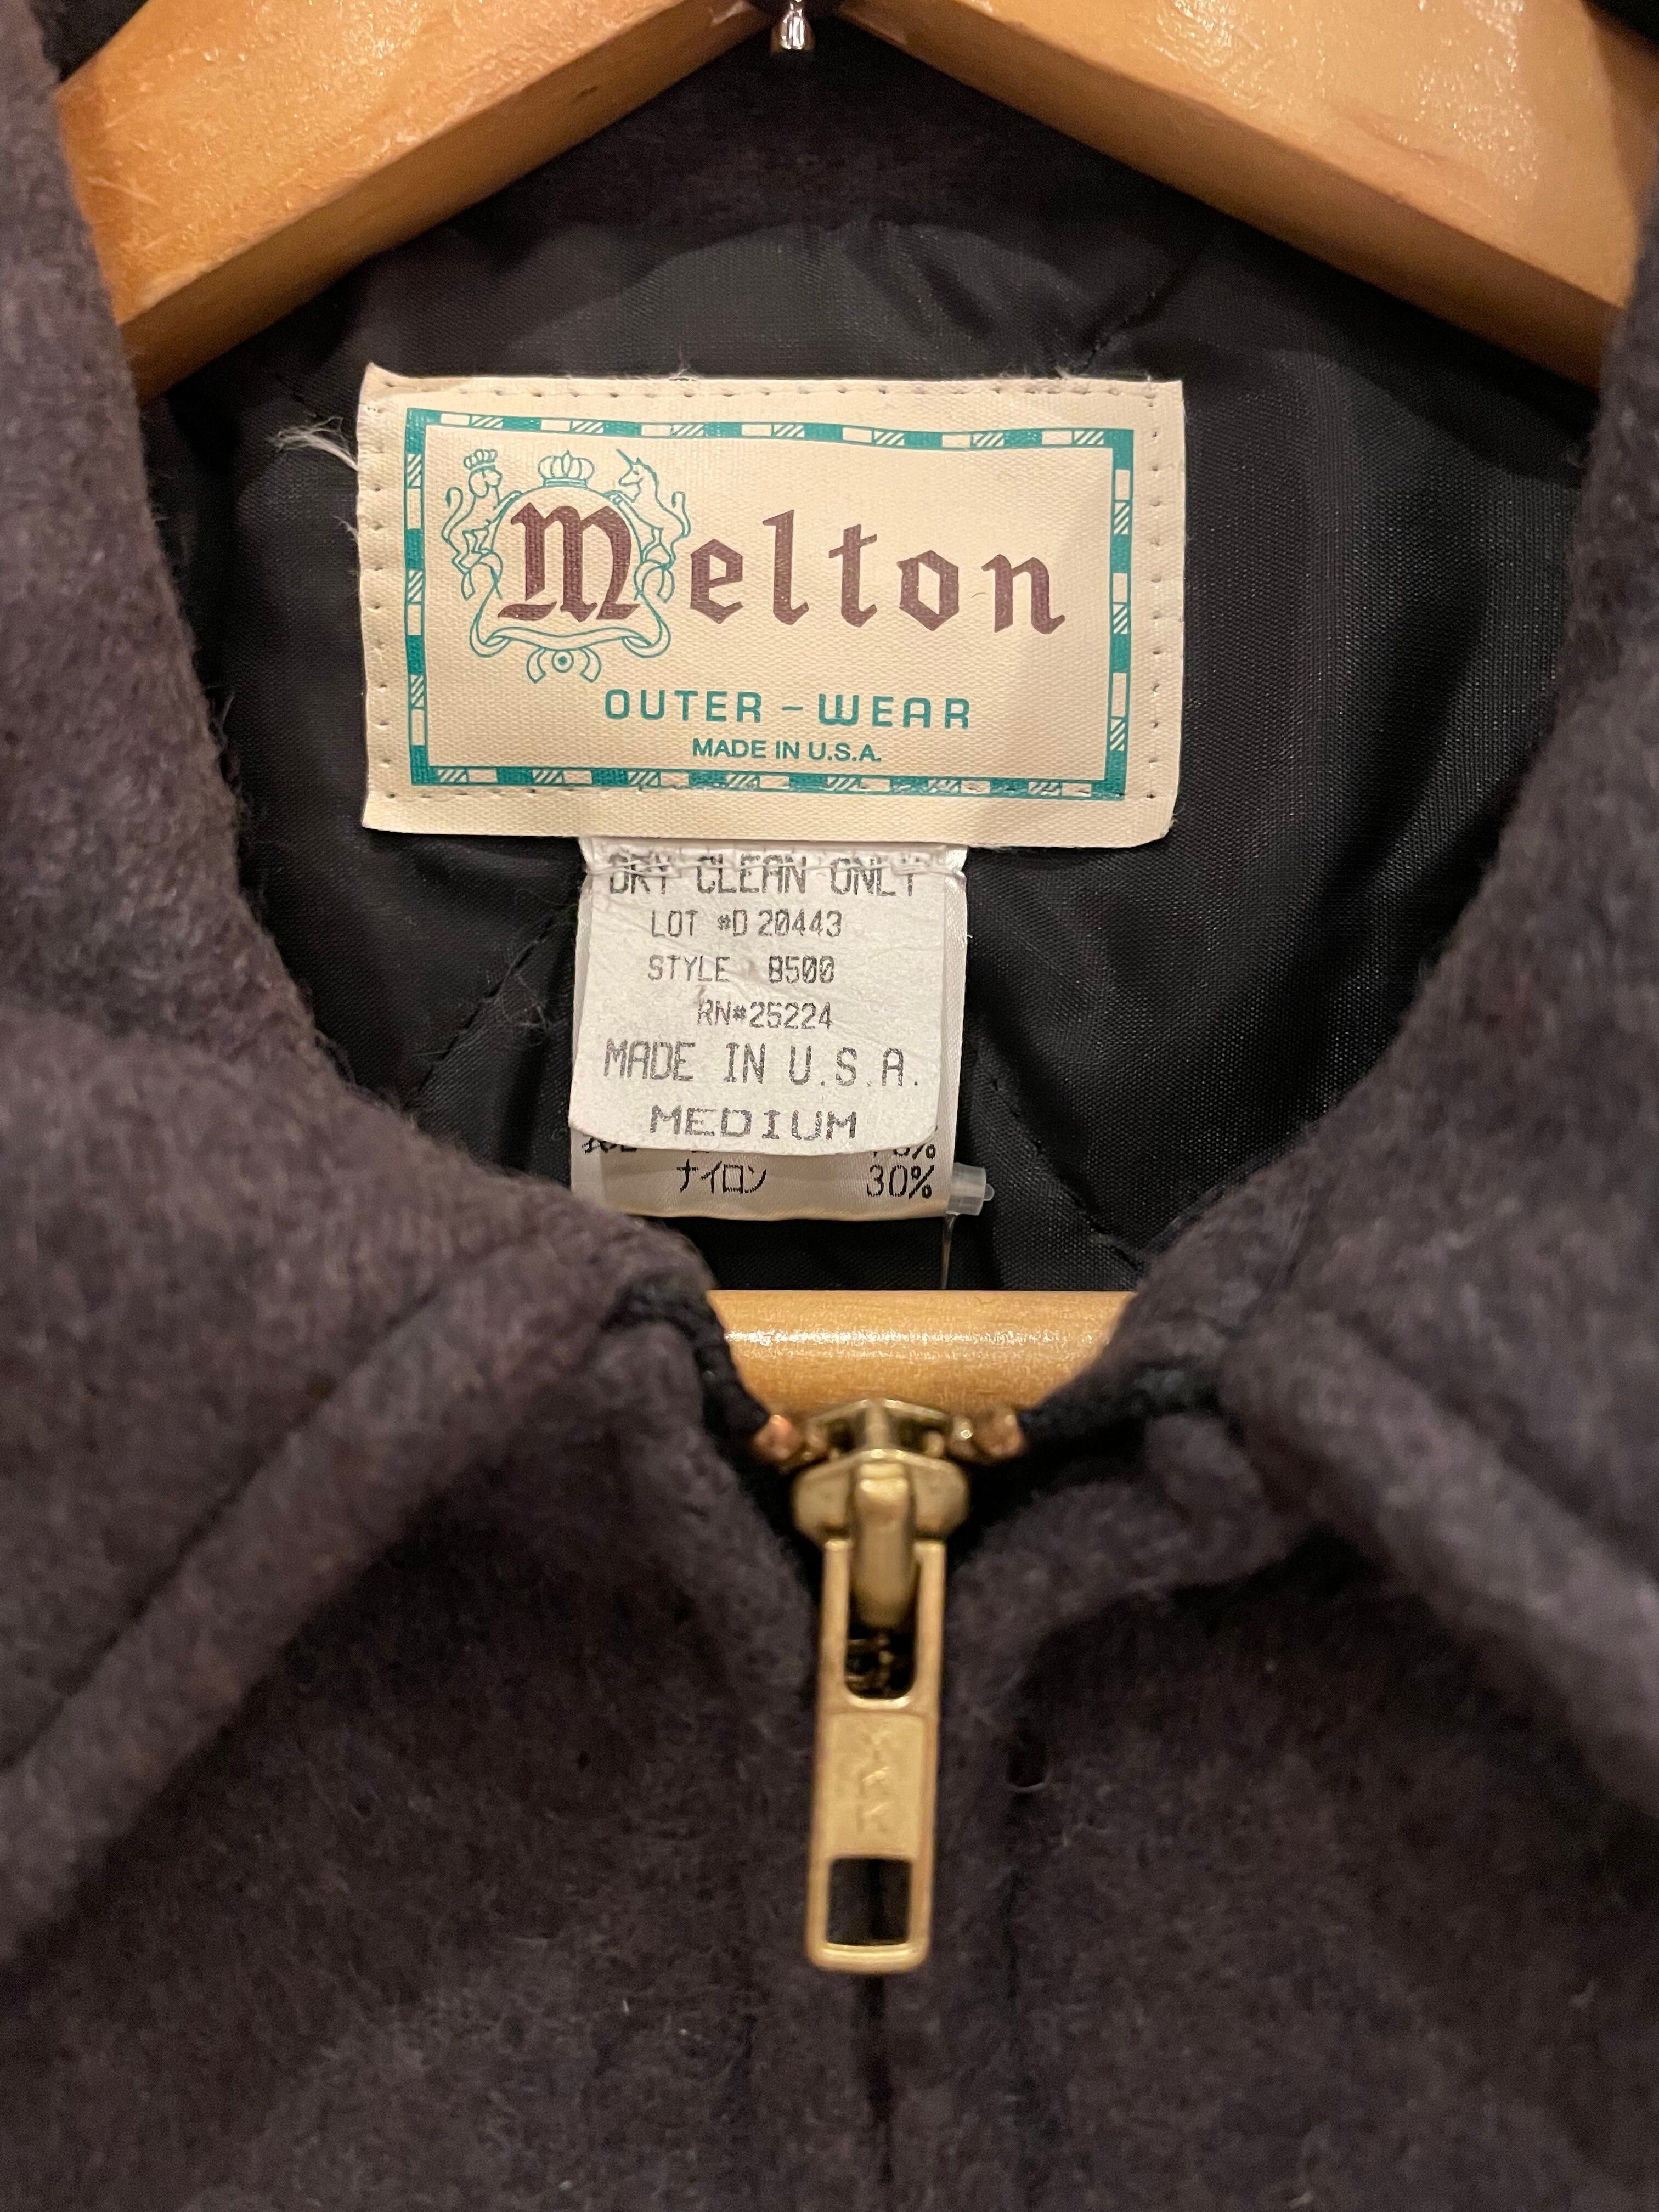 Melton
OUTER-WEAR
MADE IN U.S.A.
DRY CLEAN ONLY
LOT #D 20443
STYLE 8500
RN#25224
MADE IN U.S.A.
MEDIUM
ナイロン 30%
YKK